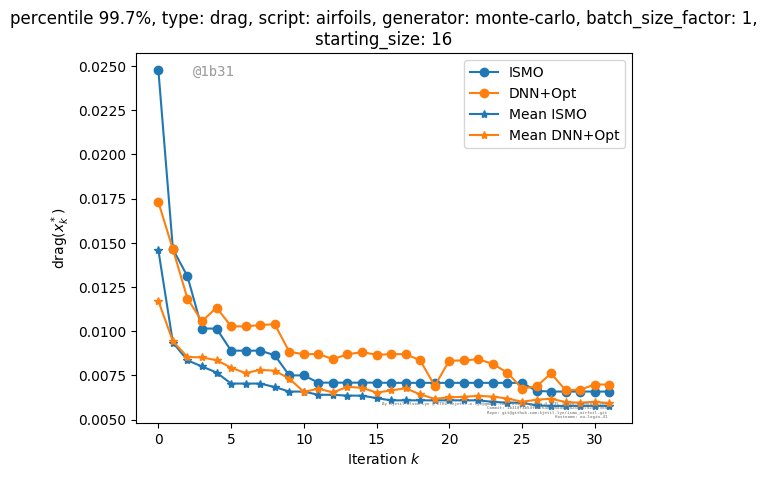 percentile 99.7%, type: drag, script: airfoils, generator: monte-carlo, batch_size_factor: 1,
starting_size: 16
@1b31
ISMO
DNN+Opt
Mean ISMO
Mean DNN+Opt
drag(x*k)
0.0250
0.0225
0.0200
0.0175
0.0150
0.0125
0.0100
0.0075
0.0050
0 5 10 15 20 25 30
Iteration k